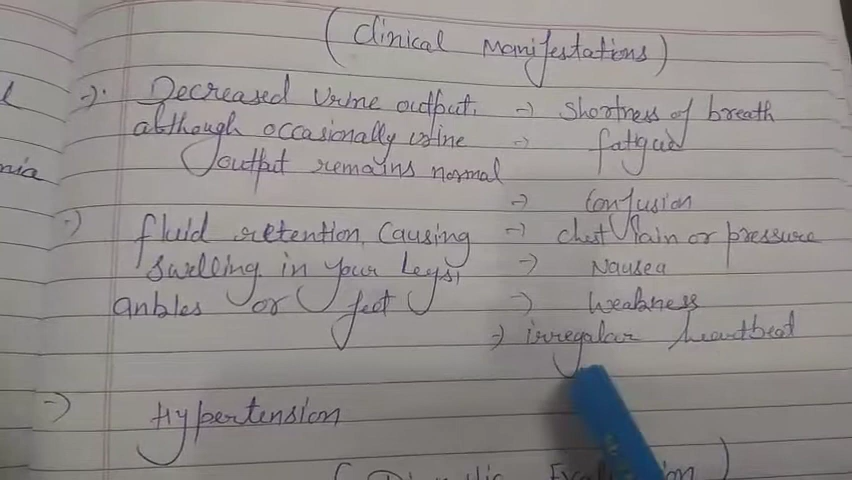 (Clinical Manifestations)
→ Decreased Urine output,
although occasionally urine
output remains normal
→ fluid retention, causing
swelling in your Legs,
ankles or feet
→ Hypertension
→ shortness of breath
→ fatgue
→ Confusion
→ chest pain or pressure
→ Nausea
→ Weakness
→ irregular heartbeat